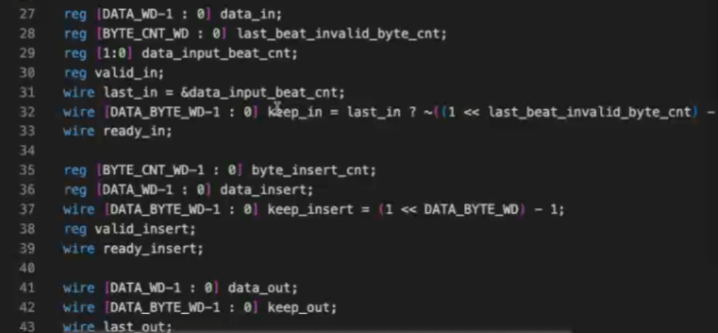 27 reg [DATA_WD-1 : 0] data_in;
28 reg [BYTE_CNT_WD : 0] last_beat_invalid_byte_cnt;
29 reg [1:0] data_input_beat_cnt;
30 reg valid_in;
31 wire last_in = &data_input_beat_cnt;
32 wire [DATA_BYTE_WD-1 : 0] keep_in = last_in ? ~((1 << last_beat_invalid_byte_cnt) -
33 wire ready_in;
34
35 reg [BYTE_CNT_WD-1 : 0] byte_insert_cnt;
36 reg [DATA_WD-1 : 0] data_insert;
37 wire [DATA_BYTE_WD-1 : 0] keep_insert = (1 << DATA_BYTE_WD) - 1;
38 reg valid_insert;
39 wire ready_insert;
40
41 wire [DATA_WD-1 : 0] data_out;
42 wire [DATA_BYTE_WD-1 : 0] keep_out;
43 wire last_out;